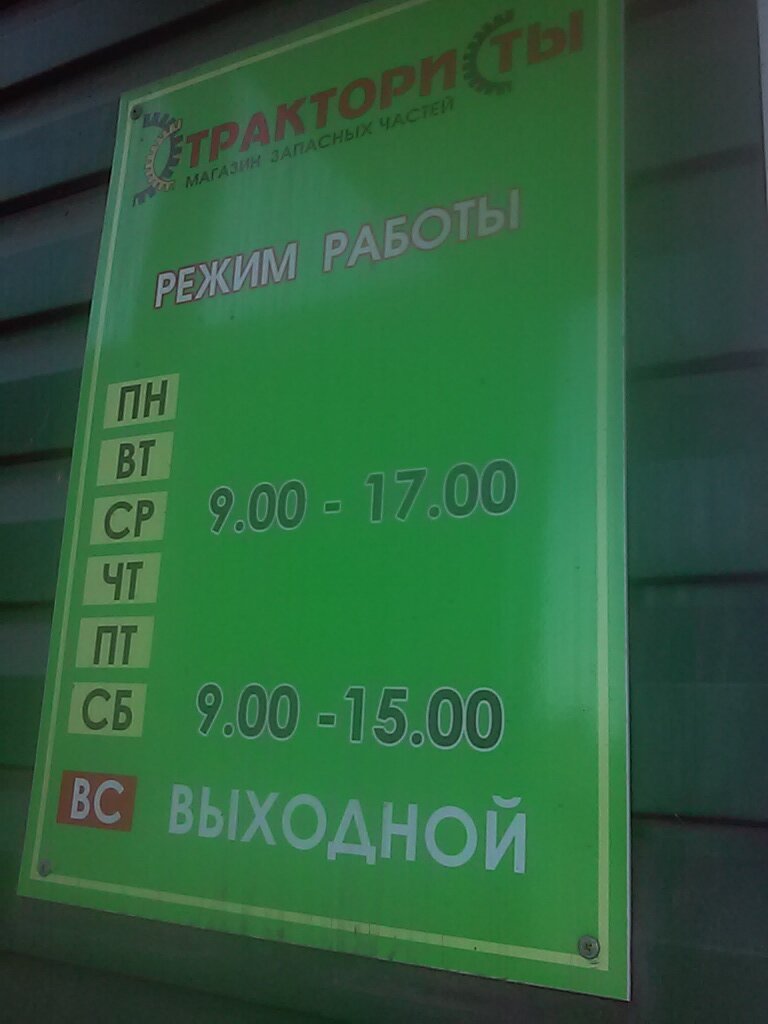 ТРАКТОРИСТЫ
МАГАЗИН ЗАПАСНЫХ ЧАСТЕЙ
РЕЖИМ РАБОТЫ
ПН
ВТ
СР 9.00 - 17.00
ЧТ
ПТ
СБ 9.00 -15.00
ВС ВЫХОДНОЙ